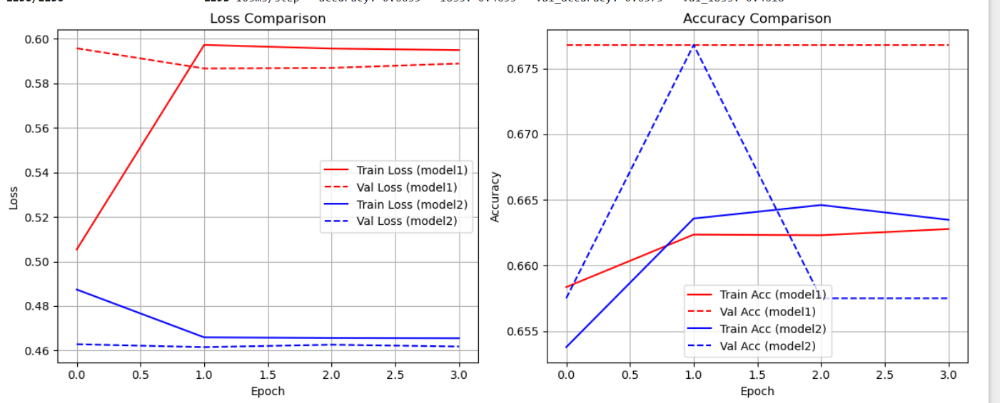 Loss Comparison
0.60
0.58
0.56
0.54
0.52
0.50
0.48
0.46
Loss
Train Loss (model1)
Val Loss (model1)
Train Loss (model2)
Val Loss (model2)
0.0 0.5 1.0 1.5 2.0 2.5 3.0
Epoch
Accuracy Comparison
0.675
0.670
0.665
0.660
0.655
Accuracy
Train Acc (model1)
Val Acc (model1)
Train Acc (model2)
Val Acc (model2)
0.0 0.5 1.0 1.5 2.0 2.5 3.0
Epoch